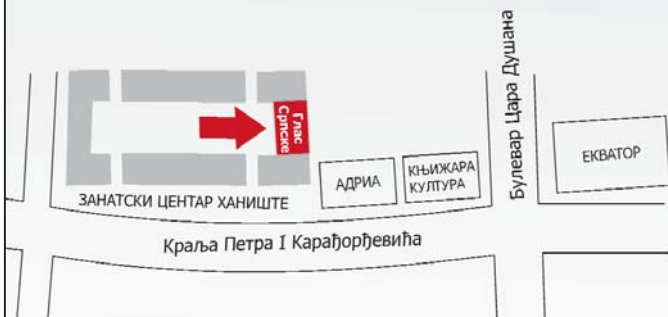 Глас
Српске
Булевар Цара Душана
АДРИА
КЊИЖАРА
КУЛТУРА
ЕКВАТОР
ЗАНАТСКИ ЦЕНТАР ХАНИШТЕ
Краља Петра I Карађорђевића